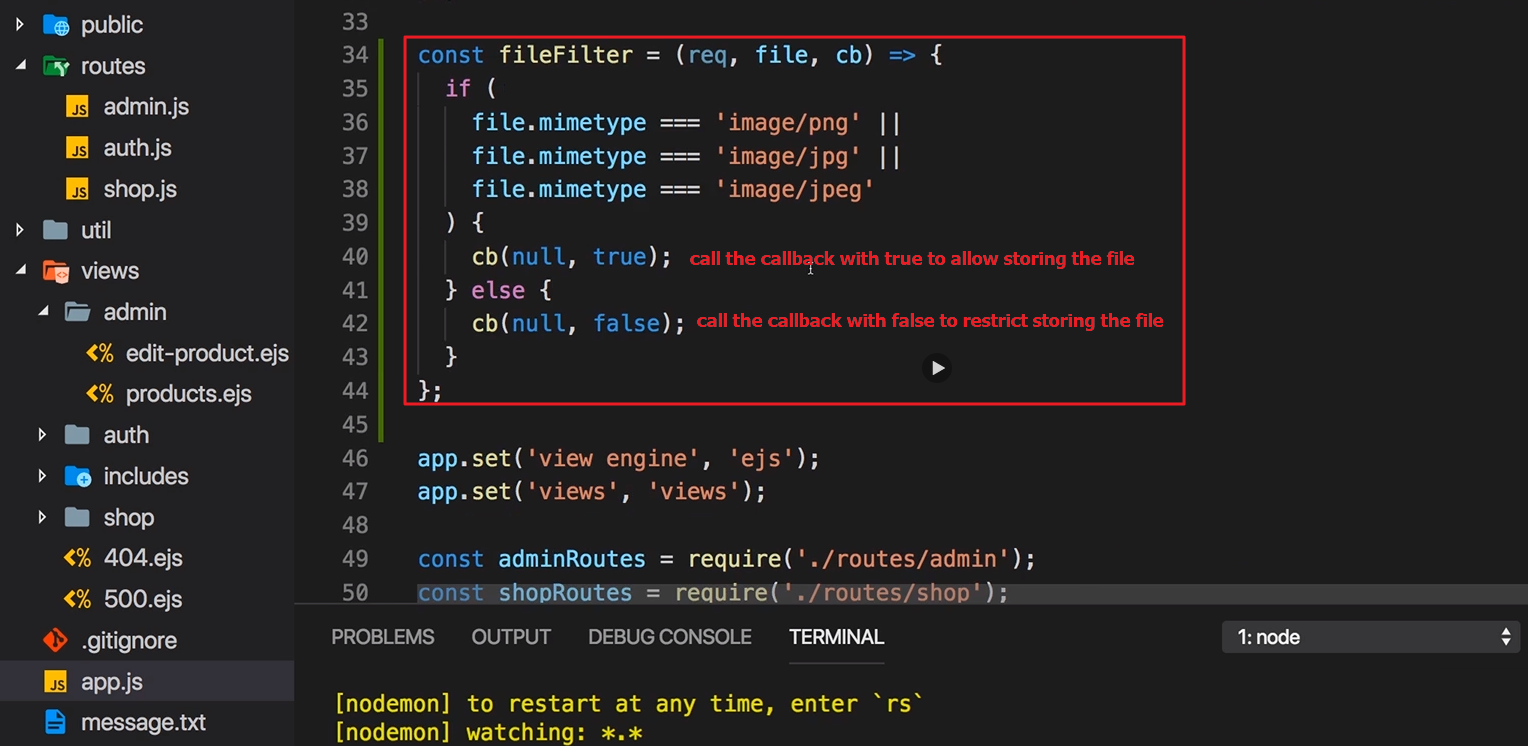 public
routes
admin.js
auth.js
shop.js
util
views
admin
edit-product.ejs
products.ejs
auth
includes
shop
404.ejs
500.ejs
.gitignore
app.js
message.txt
33
34 const fileFilter = (req, file, cb) => {
35 if (
36 file.mimetype === 'image/png' ||
37 file.mimetype === 'image/jpg' ||
38 file.mimetype === 'image/jpeg'
39 ) {
40 cb(null, true); call the callback with true to allow storing the file
41 } else {
42 cb(null, false); call the callback with false to restrict storing the file
43 }
44 };
45
46 app.set('view engine', 'ejs');
47 app.set('views', 'views');
48
49 const adminRoutes = require('./routes/admin');
50 const shopRoutes = require('./routes/shop');
PROBLEMS OUTPUT DEBUG CONSOLE TERMINAL 1: node
[nodemon] to restart at any time, enter `rs`
[nodemon] watching: *.*